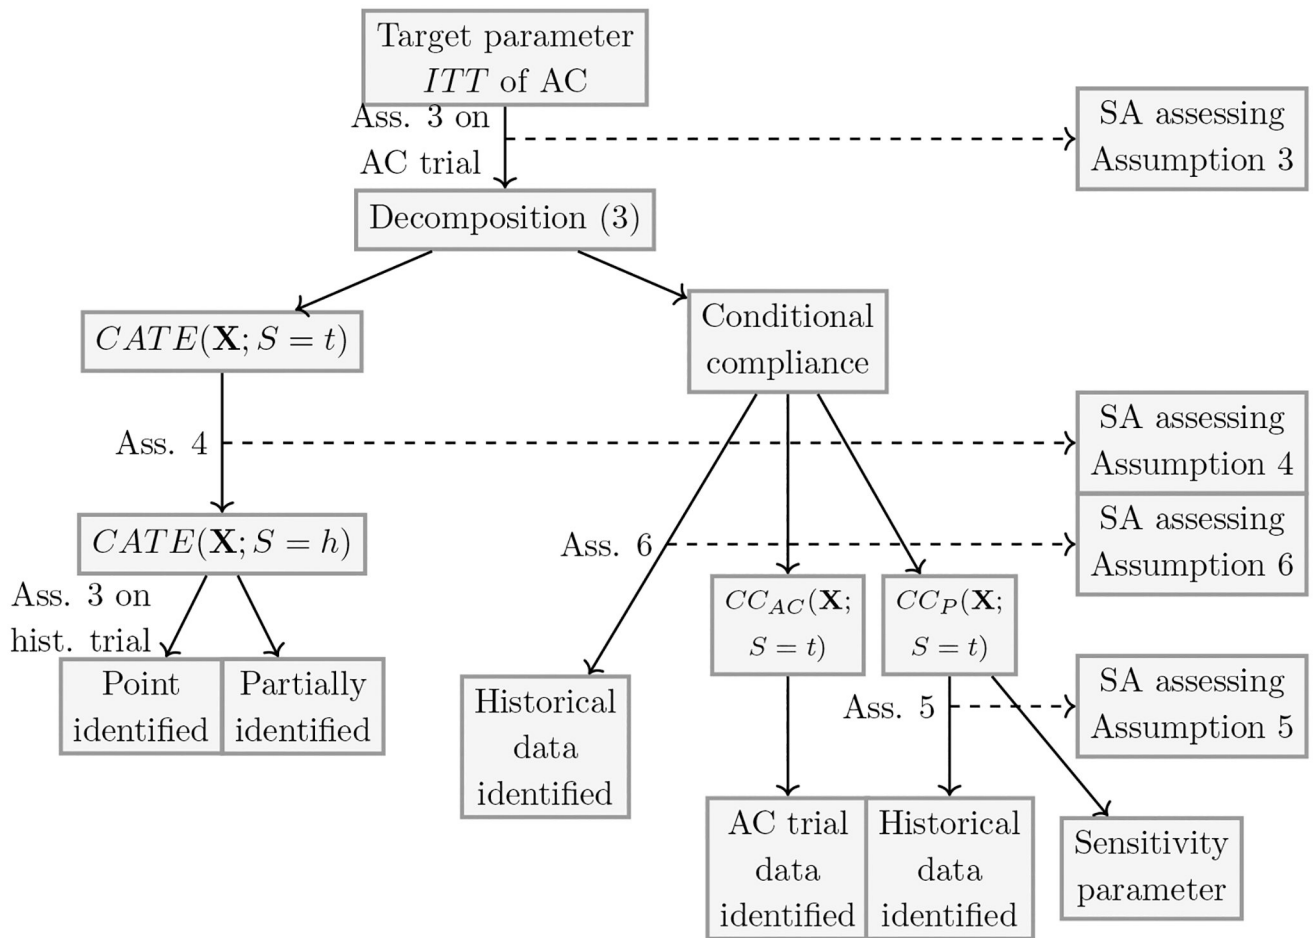 Target parameter
ITT of AC
Ass. 3 on
AC trial
SA assessing
Assumption 3
Decomposition (3)
CATE(X; S = t)
Conditional
compliance
Ass. 4
SA assessing
Assumption 4
CATE(X; S = h)
Ass. 6
SA assessing
Assumption 6
Ass. 3 on
hist. trial
CC_{AC}(X;
S = t)
CC_P(X;
S = t)
Point
identified
Partially
identified
Historical
data
identified
Ass. 5
SA assessing
Assumption 5
AC trial
data
identified
Historical
data
identified
Sensitivity
parameter